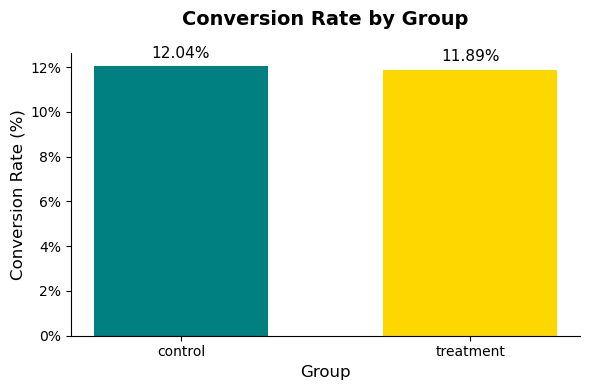 Conversion Rate by Group
12.04%
11.89%
12%
10%
8%
6%
4%
2%
0%
Conversion Rate (%)
control
treatment
Group